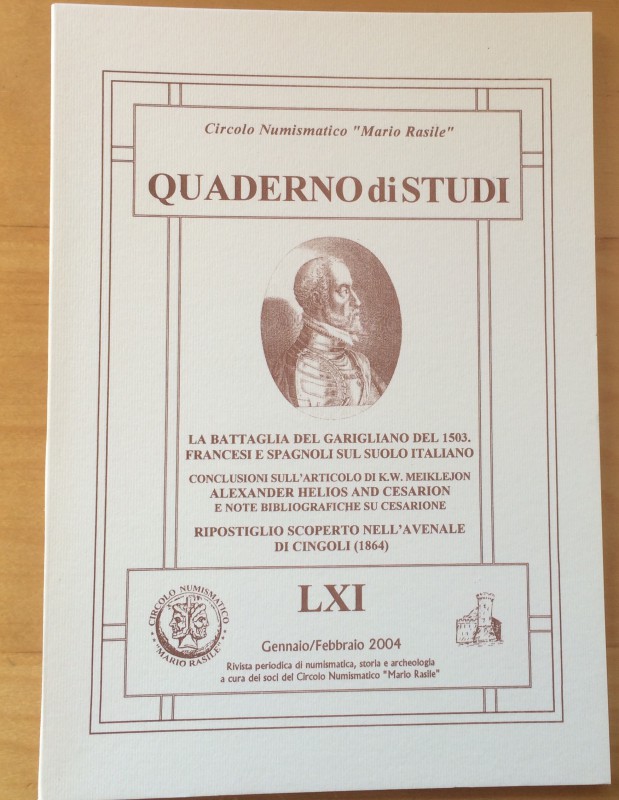 Circolo Numismatico "Mario Rasile"
QUADERNO di STUDI
LA BATTAGLIA DEL GARIGLIANO DEL 1503.
FRANCESI E SPAGNOLI SUL SUOLO ITALIANO
CONCLUSIONI SULL'ARTICOLO DI K.W. MEIKLEJON
ALEXANDER HELIOS AND CESARION
E NOTE BIBLIOGRAFICHE SU CESARIONE
RIPOSTIGLIO SCOPERTO NELL'AVENALE
DI CINGOLI (1864)
LXI
CIRCOLO NUMISMATICO
"MARIO RASILE"
Gennaio/Febbraio 2004
Rivista periodica di numismatica, storia e archeologia
a cura dei soci del Circolo Numismatico "Mario Rasile"